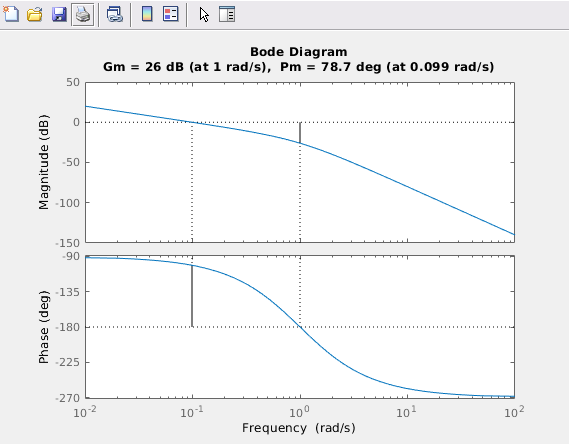 Bode Diagram
Gm = 26 dB (at 1 rad/s),  Pm = 78.7 deg (at 0.099 rad/s)
50
0
-50
-100
-150
Magnitude (dB)
-90
-135
-180
-225
-270
Phase (deg)
10^-2 10^-1 10^0 10^1 10^2
Frequency (rad/s)